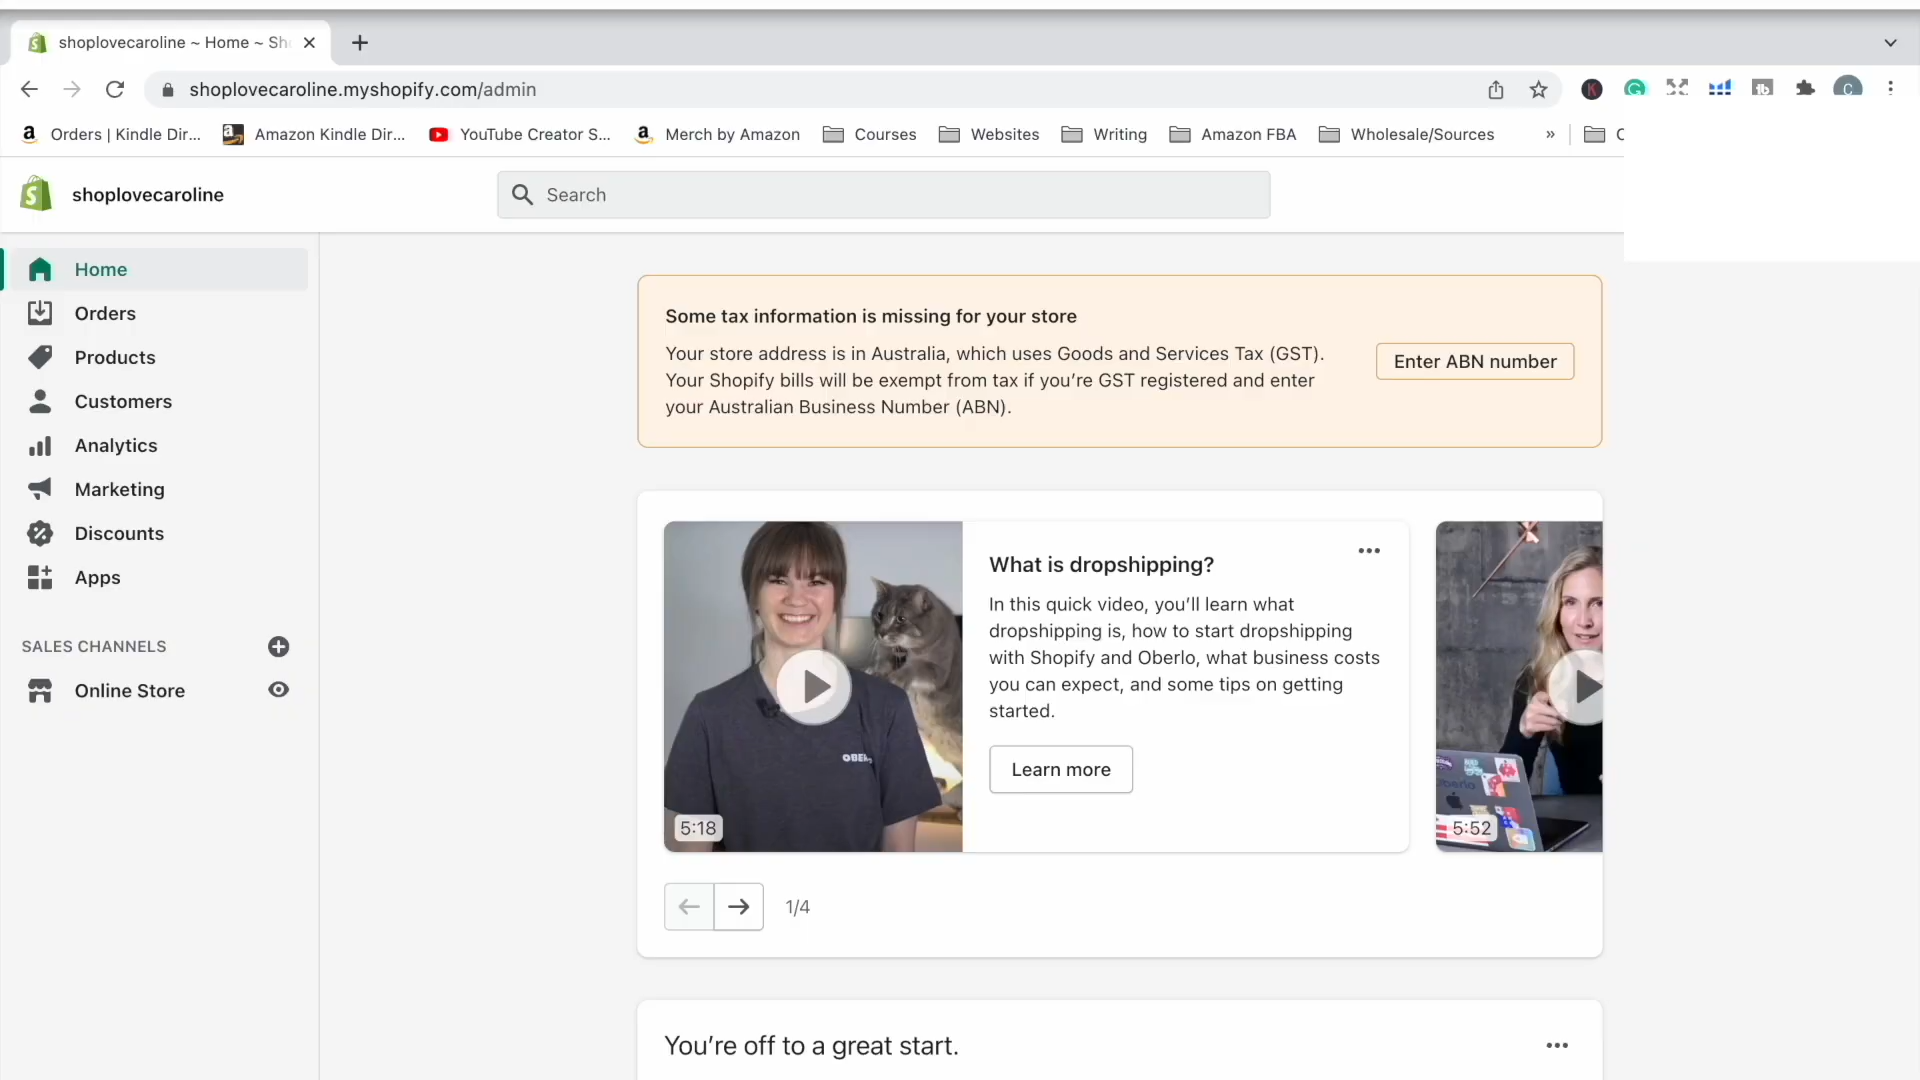 shoplovecaroline ~ Home ~ Sh
shoplovecaroline.myshopify.com/admin
Orders | Kindle Dir... Amazon Kindle Dir... YouTube Creator S... Merch by Amazon Courses Websites Writing Amazon FBA Wholesale/Sources »
shoplovecaroline
Search
Home
Orders
Products
Customers
Analytics
Marketing
Discounts
Apps
SALES CHANNELS
Online Store
Some tax information is missing for your store
Your store address is in Australia, which uses Goods and Services Tax (GST).
Your Shopify bills will be exempt from tax if you’re GST registered and enter
your Australian Business Number (ABN).
Enter ABN number
What is dropshipping?
In this quick video, you’ll learn what
dropshipping is, how to start dropshipping
with Shopify and Oberlo, what business costs
you can expect, and some tips on getting
started.
Learn more
5:18
5:52
1/4
You’re off to a great start.